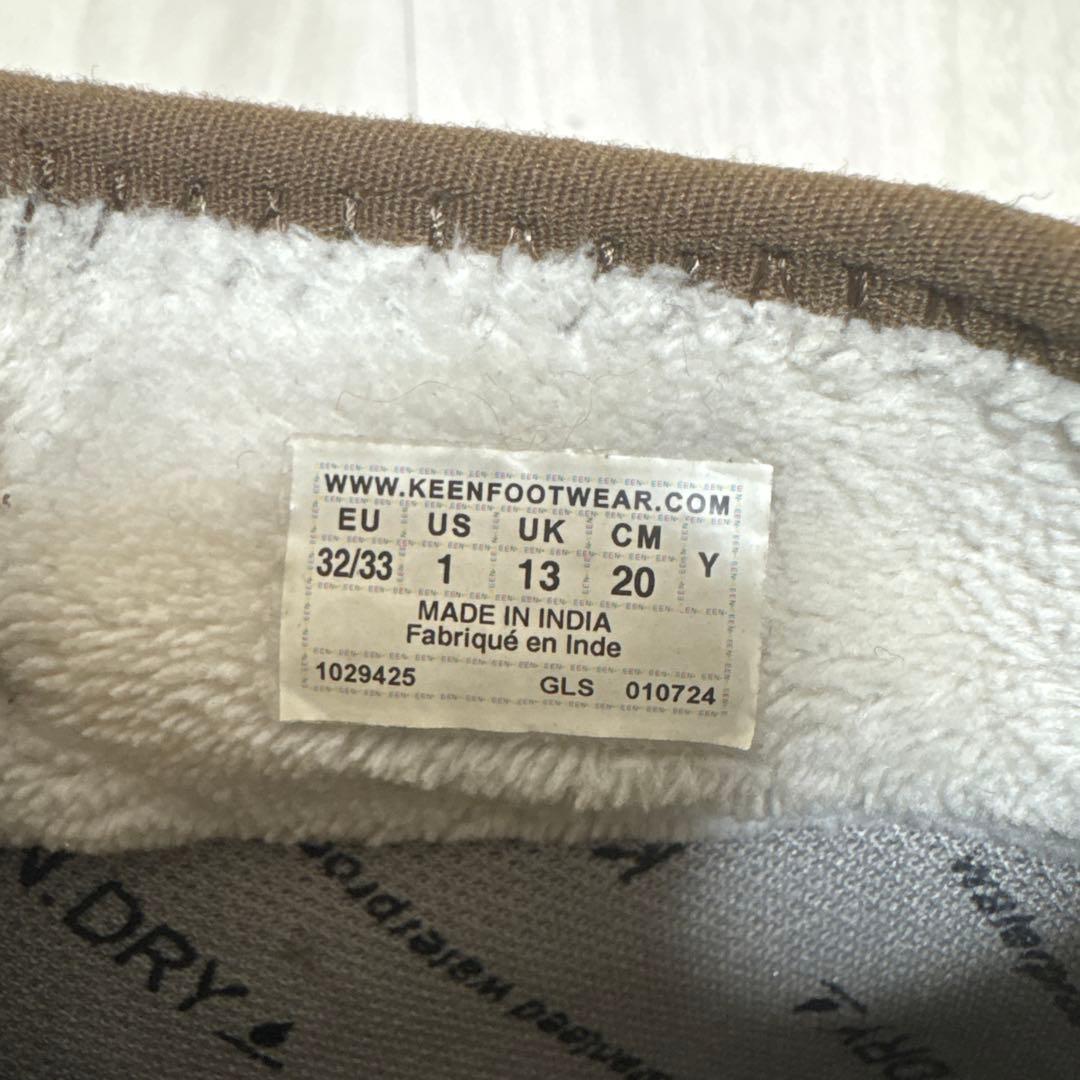 WWW.KEENFOOTWEAR.COM
EU US UK CM Y
32/33 1 13 20
MADE IN INDIA
Fabriqué en Inde
1029425 GLS 010724
N.DRY